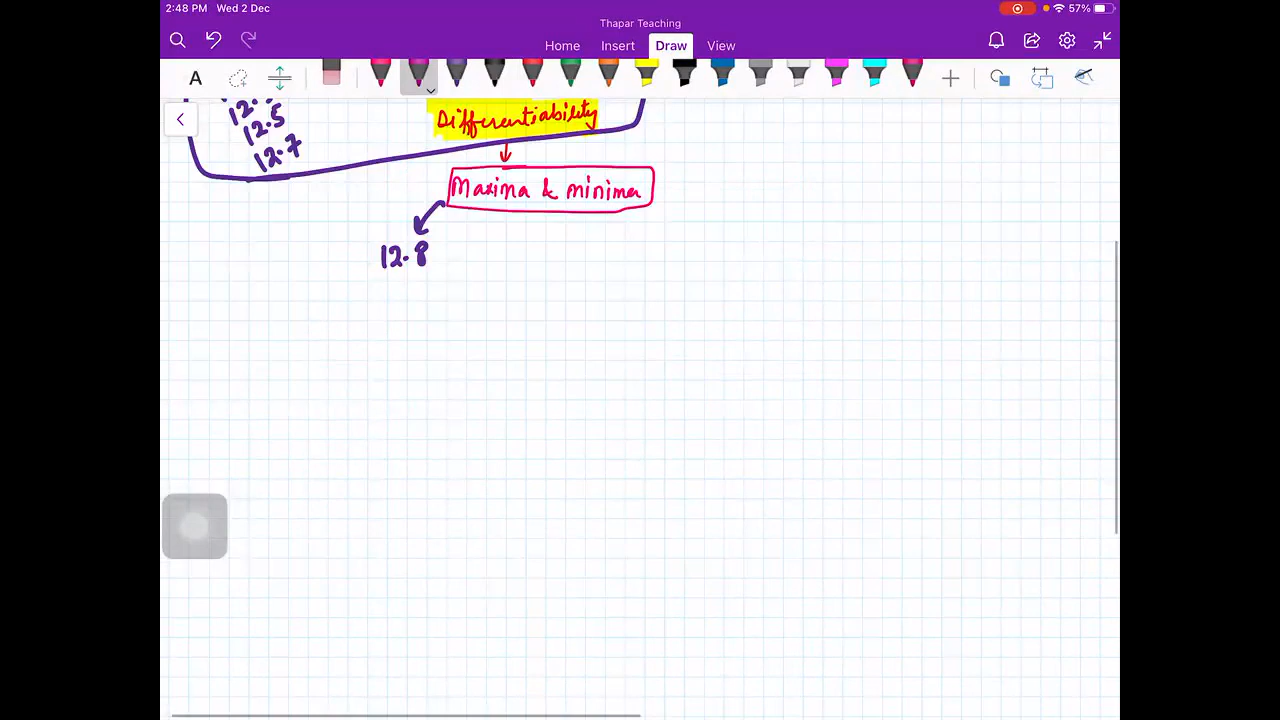 2:48 PM Wed 2 Dec
57%
Thapar Teaching
Home Insert Draw View
A
12.5
12.7
Differentiability
Maxima & minima
12.8